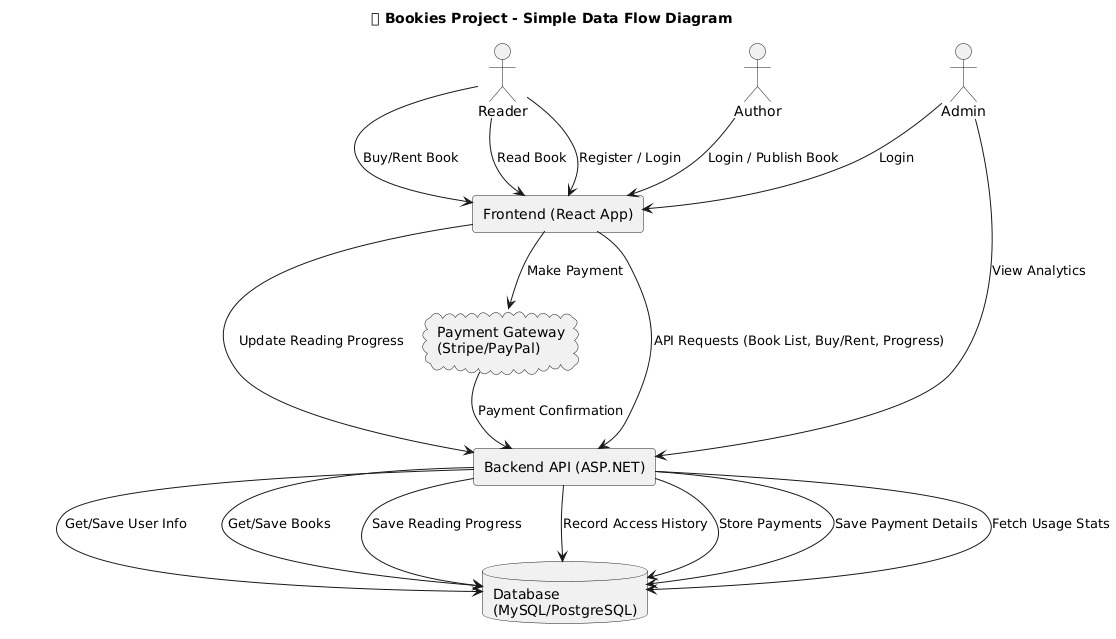 Bookies Project - Simple Data Flow Diagram
Reader
Author
Admin
Buy/Rent Book
Read Book
Register / Login
Login / Publish Book
Login
Frontend (React App)
Make Payment
View Analytics
Payment Gateway
(Stripe/PayPal)
Update Reading Progress
API Requests (Book List, Buy/Rent, Progress)
Payment Confirmation
Backend API (ASP.NET)
Get/Save User Info
Get/Save Books
Save Reading Progress
Record Access History
Store Payments
Save Payment Details
Fetch Usage Stats
Database
(MySQL/PostgreSQL)